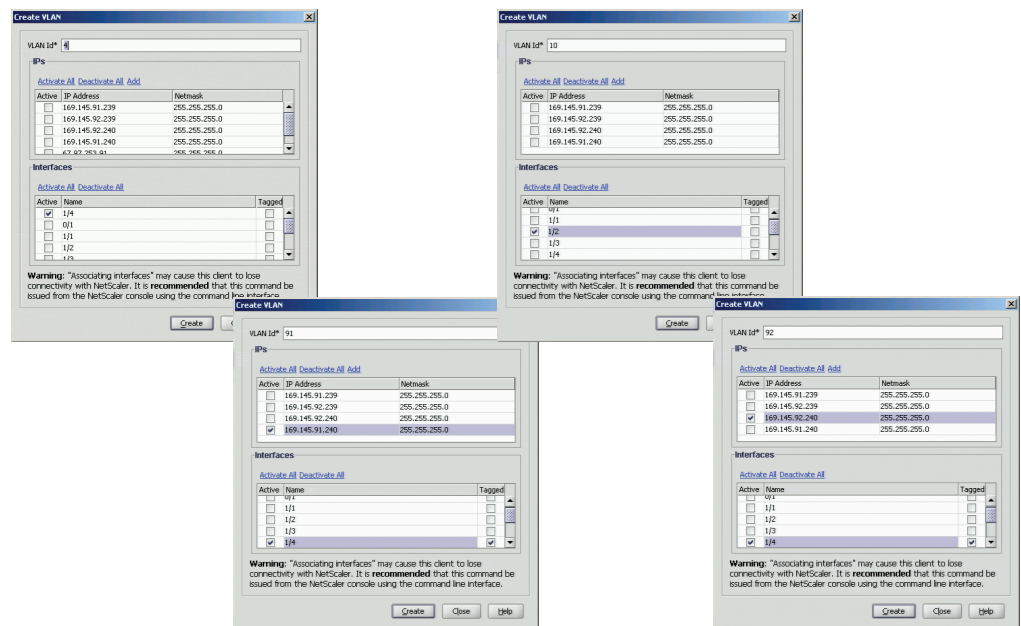 Create VLAN
VLAN Id* 4
IPs
Activate All Deactivate All Add
Active IP Address Netmask
169.145.91.239 255.255.255.0
169.145.92.239 255.255.255.0
169.145.92.240 255.255.255.0
169.145.91.240 255.255.255.0
67.97.253.91 255.255.255.0
Interfaces
Activate All Deactivate All
Active Name Tagged
1/4
0/1
1/1
1/2
1/3
Warning: "Associating interfaces" may cause this client to lose
connectivity with NetScaler. It is recommended that this command be
issued from the NetScaler console using the command line interface.
Create
Create VLAN
VLAN Id* 10
IPs
Activate All Deactivate All Add
Active IP Address Netmask
169.145.91.239 255.255.255.0
169.145.92.239 255.255.255.0
169.145.92.240 255.255.255.0
169.145.91.240 255.255.255.0
Interfaces
Activate All Deactivate All
Active Name Tagged
0/1
1/1
1/2
1/3
1/4
Warning: "Associating interfaces" may cause this client to lose
connectivity with NetScaler. It is recommended that this command be
issued from the NetScaler console using the command line interface.
Create
Create VLAN
VLAN Id* 91
IPs
Activate All Deactivate All Add
Active IP Address Netmask
169.145.91.239 255.255.255.0
169.145.92.239 255.255.255.0
169.145.92.240 255.255.255.0
169.145.91.240 255.255.255.0
Interfaces
Activate All Deactivate All
Active Name Tagged
0/1
1/1
1/2
1/3
1/4
Warning: "Associating interfaces" may cause this client to lose
connectivity with NetScaler. It is recommended that this command be
issued from the NetScaler console using the command line interface.
Create Close Help
Create VLAN
VLAN Id* 92
IPs
Activate All Deactivate All Add
Active IP Address Netmask
169.145.91.239 255.255.255.0
169.145.92.239 255.255.255.0
169.145.92.240 255.255.255.0
169.145.91.240 255.255.255.0
Interfaces
Activate All Deactivate All
Active Name Tagged
0/1
1/1
1/2
1/3
1/4
Warning: "Associating interfaces" may cause this client to lose
connectivity with NetScaler. It is recommended that this command be
issued from the NetScaler console using the command line interface.
Create Close Help